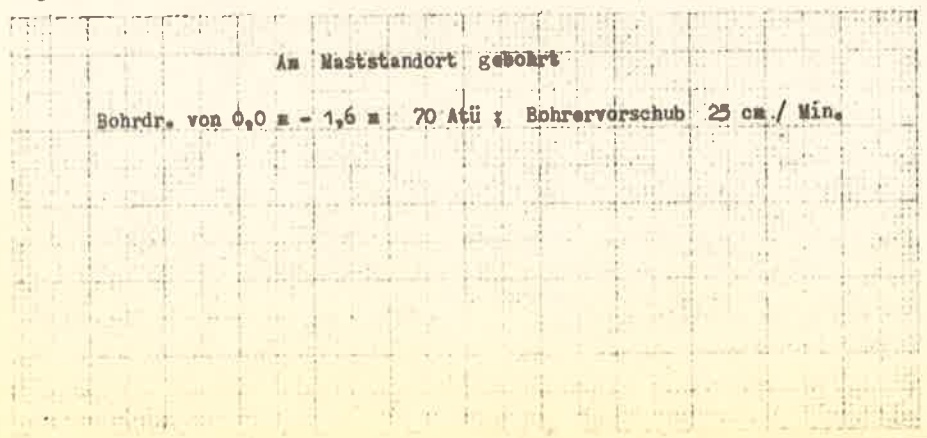 Am Maststandort gebohrt
Bohrdr. von 0,0 m - 1,6 m 70 Atü ; Bohrervorschub 25 cm./ Min.